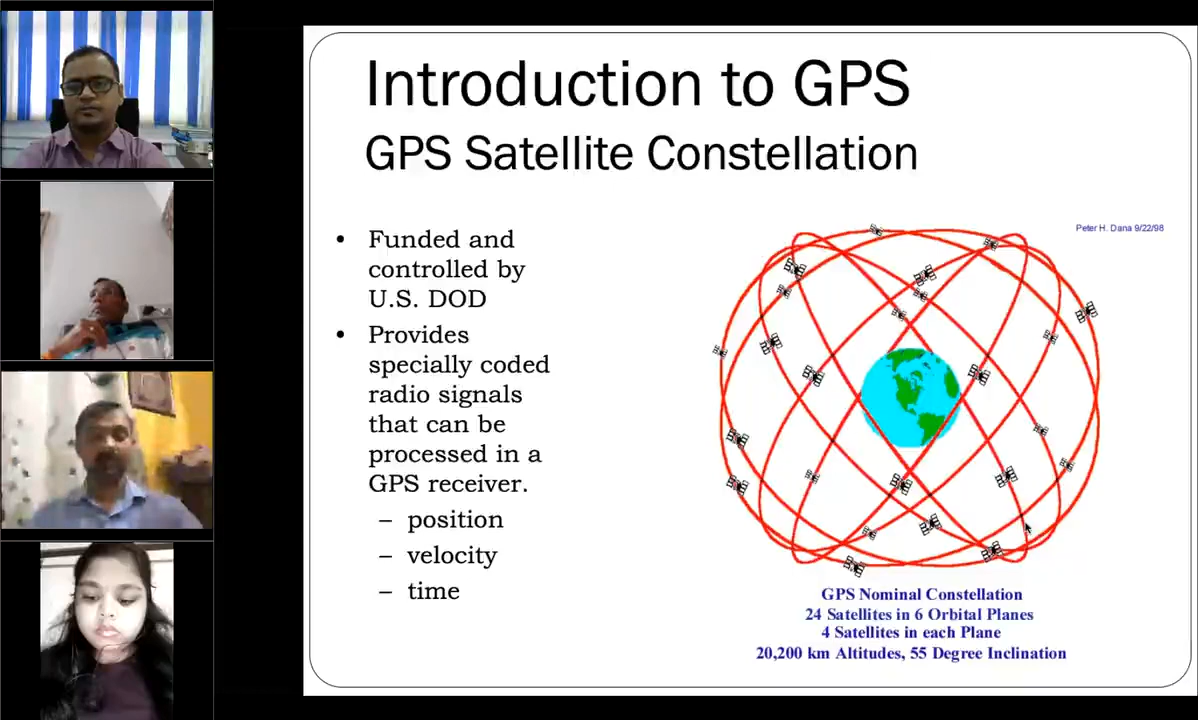 Introduction to GPS
GPS Satellite Constellation
• Funded and
controlled by
U.S. DOD
• Provides
specially coded
radio signals
that can be
processed in a
GPS receiver.
– position
– velocity
– time
Peter H. Dana 9/22/98
GPS Nominal Constellation
24 Satellites in 6 Orbital Planes
4 Satellites in each Plane
20,200 km Altitudes, 55 Degree Inclination